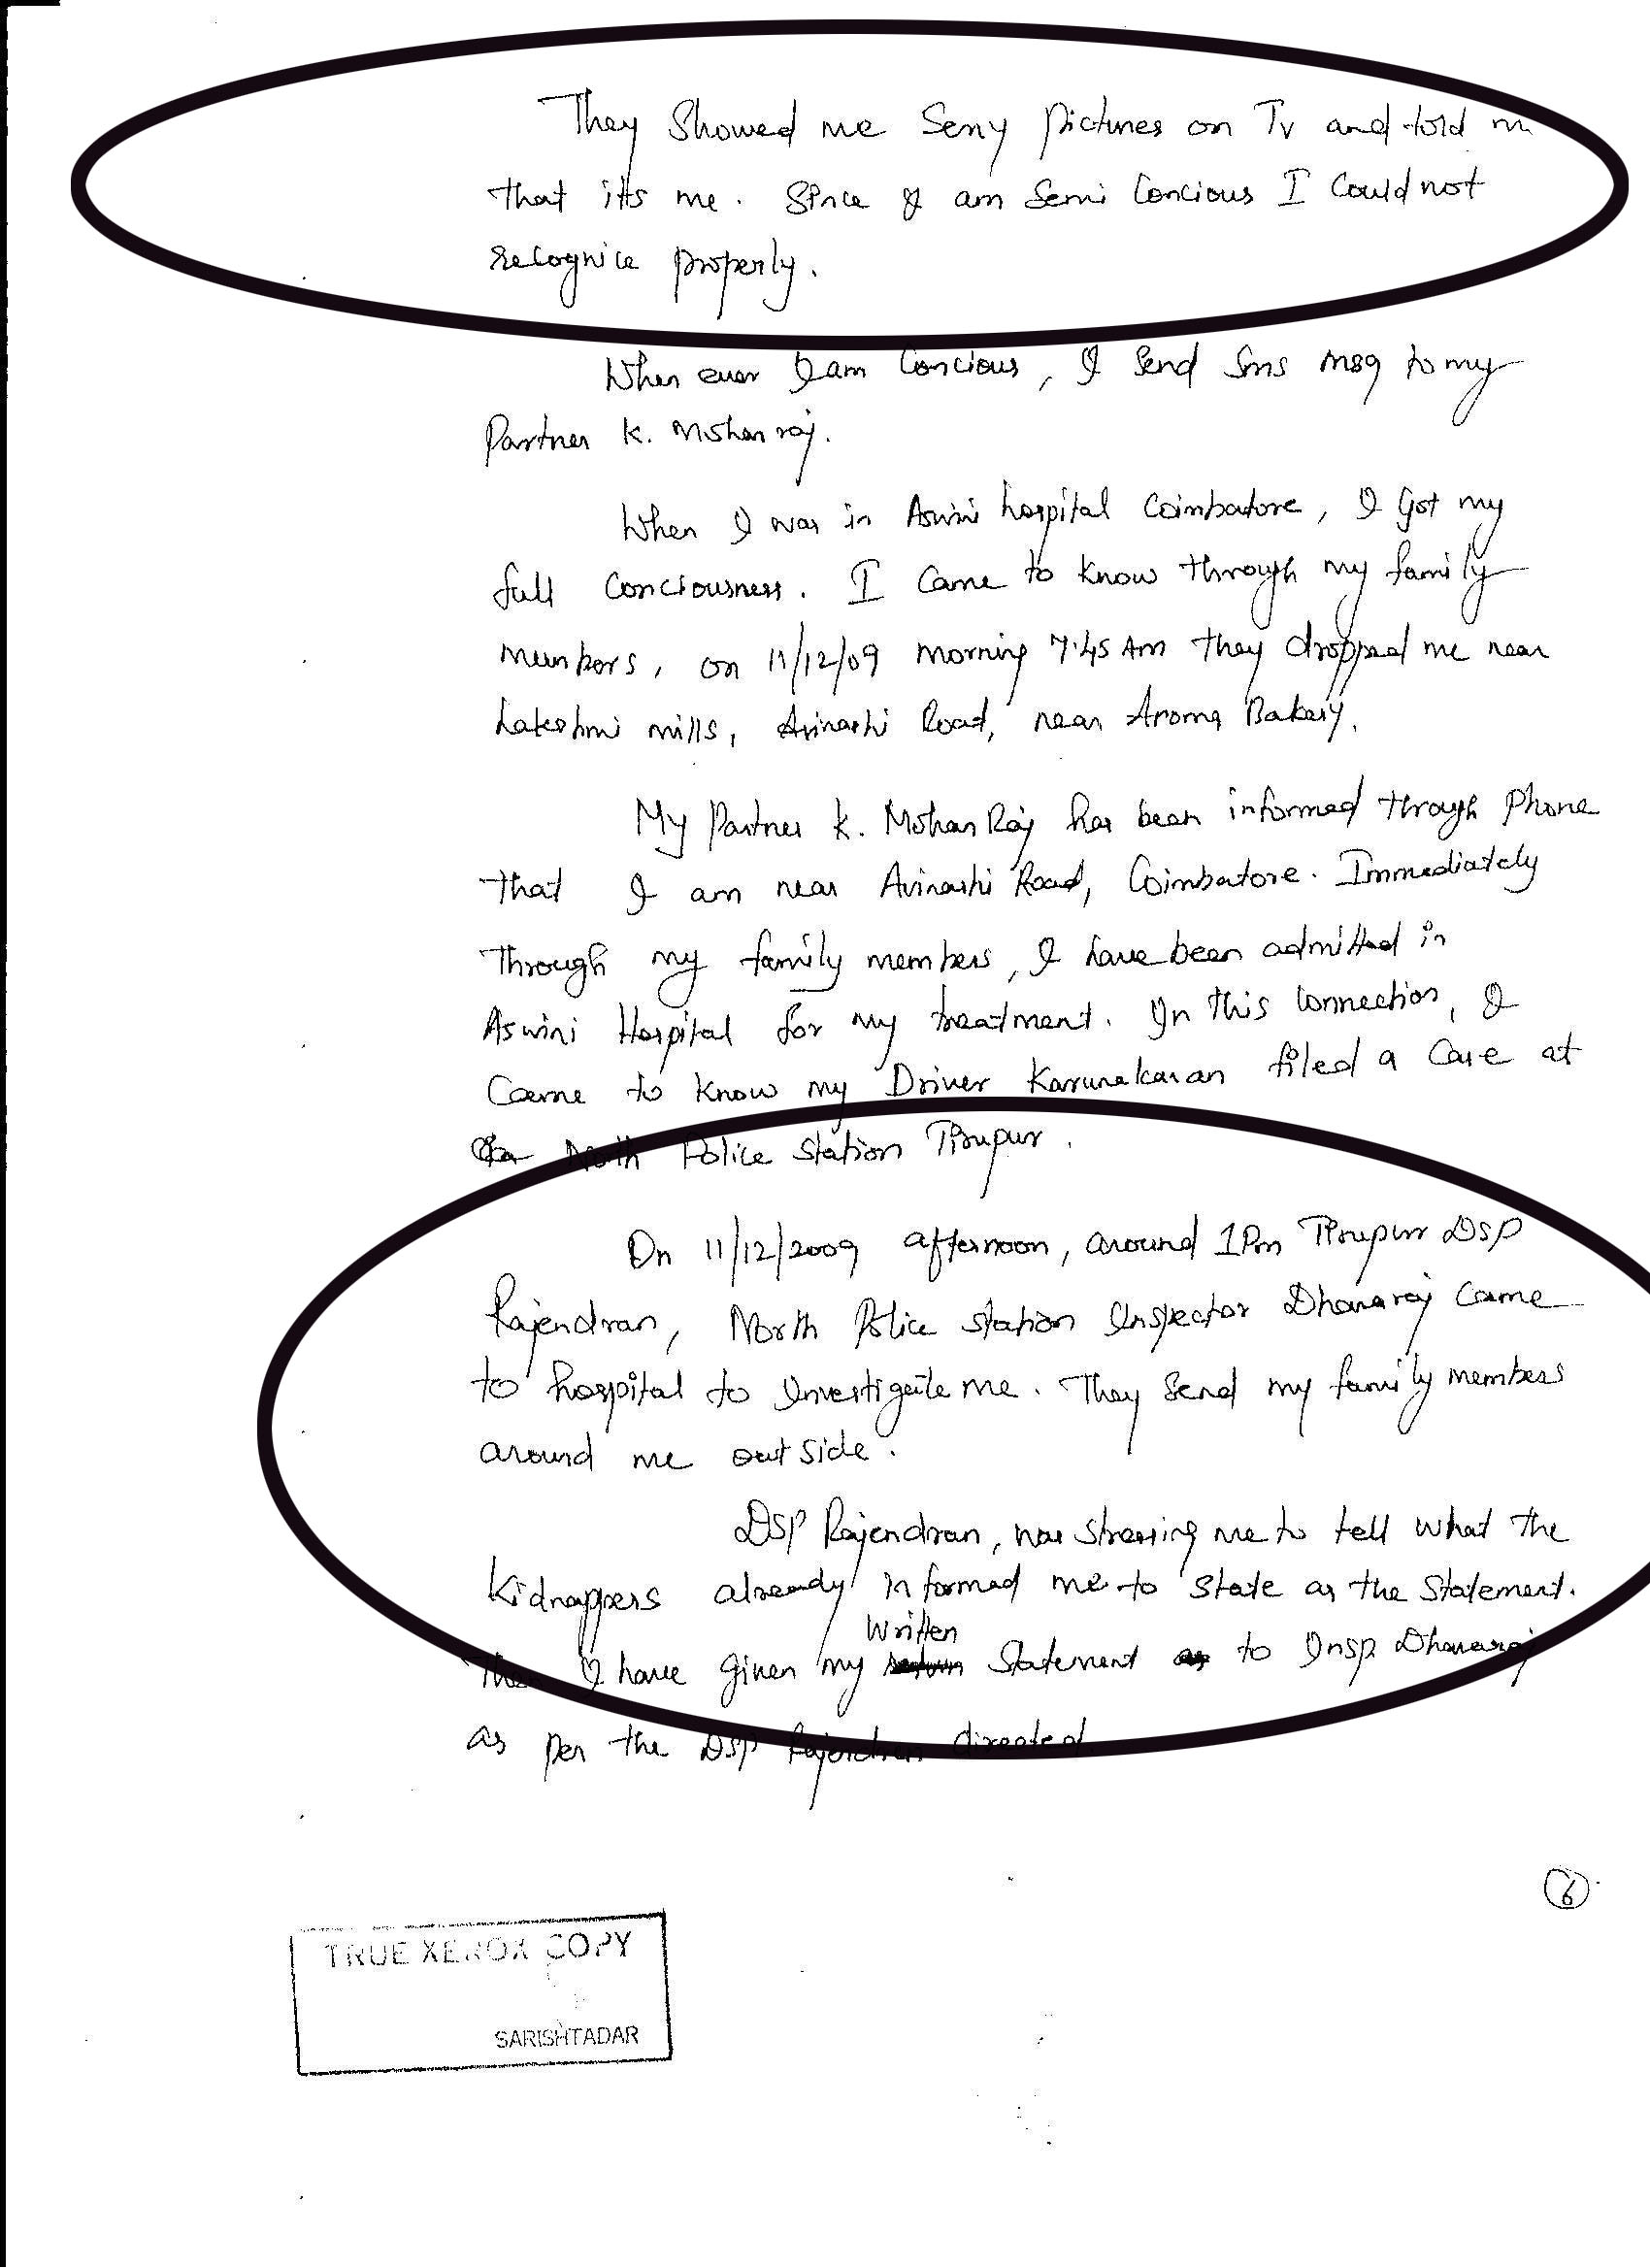 They Showed me Sexy pictures on Tv and told me
that its me. Since I am Semi Concious I Could not
recognice properly.
When ever I am Concious, I Send Sms msg to my
Partner K. Mohan raj.
When I was in Aswini hospital Coimbatore, I Got my
full Conciousness. I Came to know through my family
members, on 11/12/09 morning 7.45 Am they dropped me near
Lakshmi mills, Avinashi Road, near Aroma Bakery.
My Partner K. Mohan Raj has been informed through phone
that I am near Avinashi Road, Coimbatore. Immediately
through my family members, I have been admitted in
Aswini Hospital for my treatment. In this Connection, I
Came to know my Driver Karunakaran filed a Case at
North Police Station Tirupur.
On 11/12/2009 afternoon, around 1Pm Tirupur DSP
Rajendran, North Police station Inspector Dhanaraj Came
to hospital to Investigate me. They Send my family members
around me out side.
DSP Rajendran, was stressing me to tell what the
Kidnappers already informed me to State as the Statement.
Then I have given my Written Statement to Insp Dhanaraj
as per the DSP Rajendran directed
6
TRUE XEROX COPY
SARISHTADAR